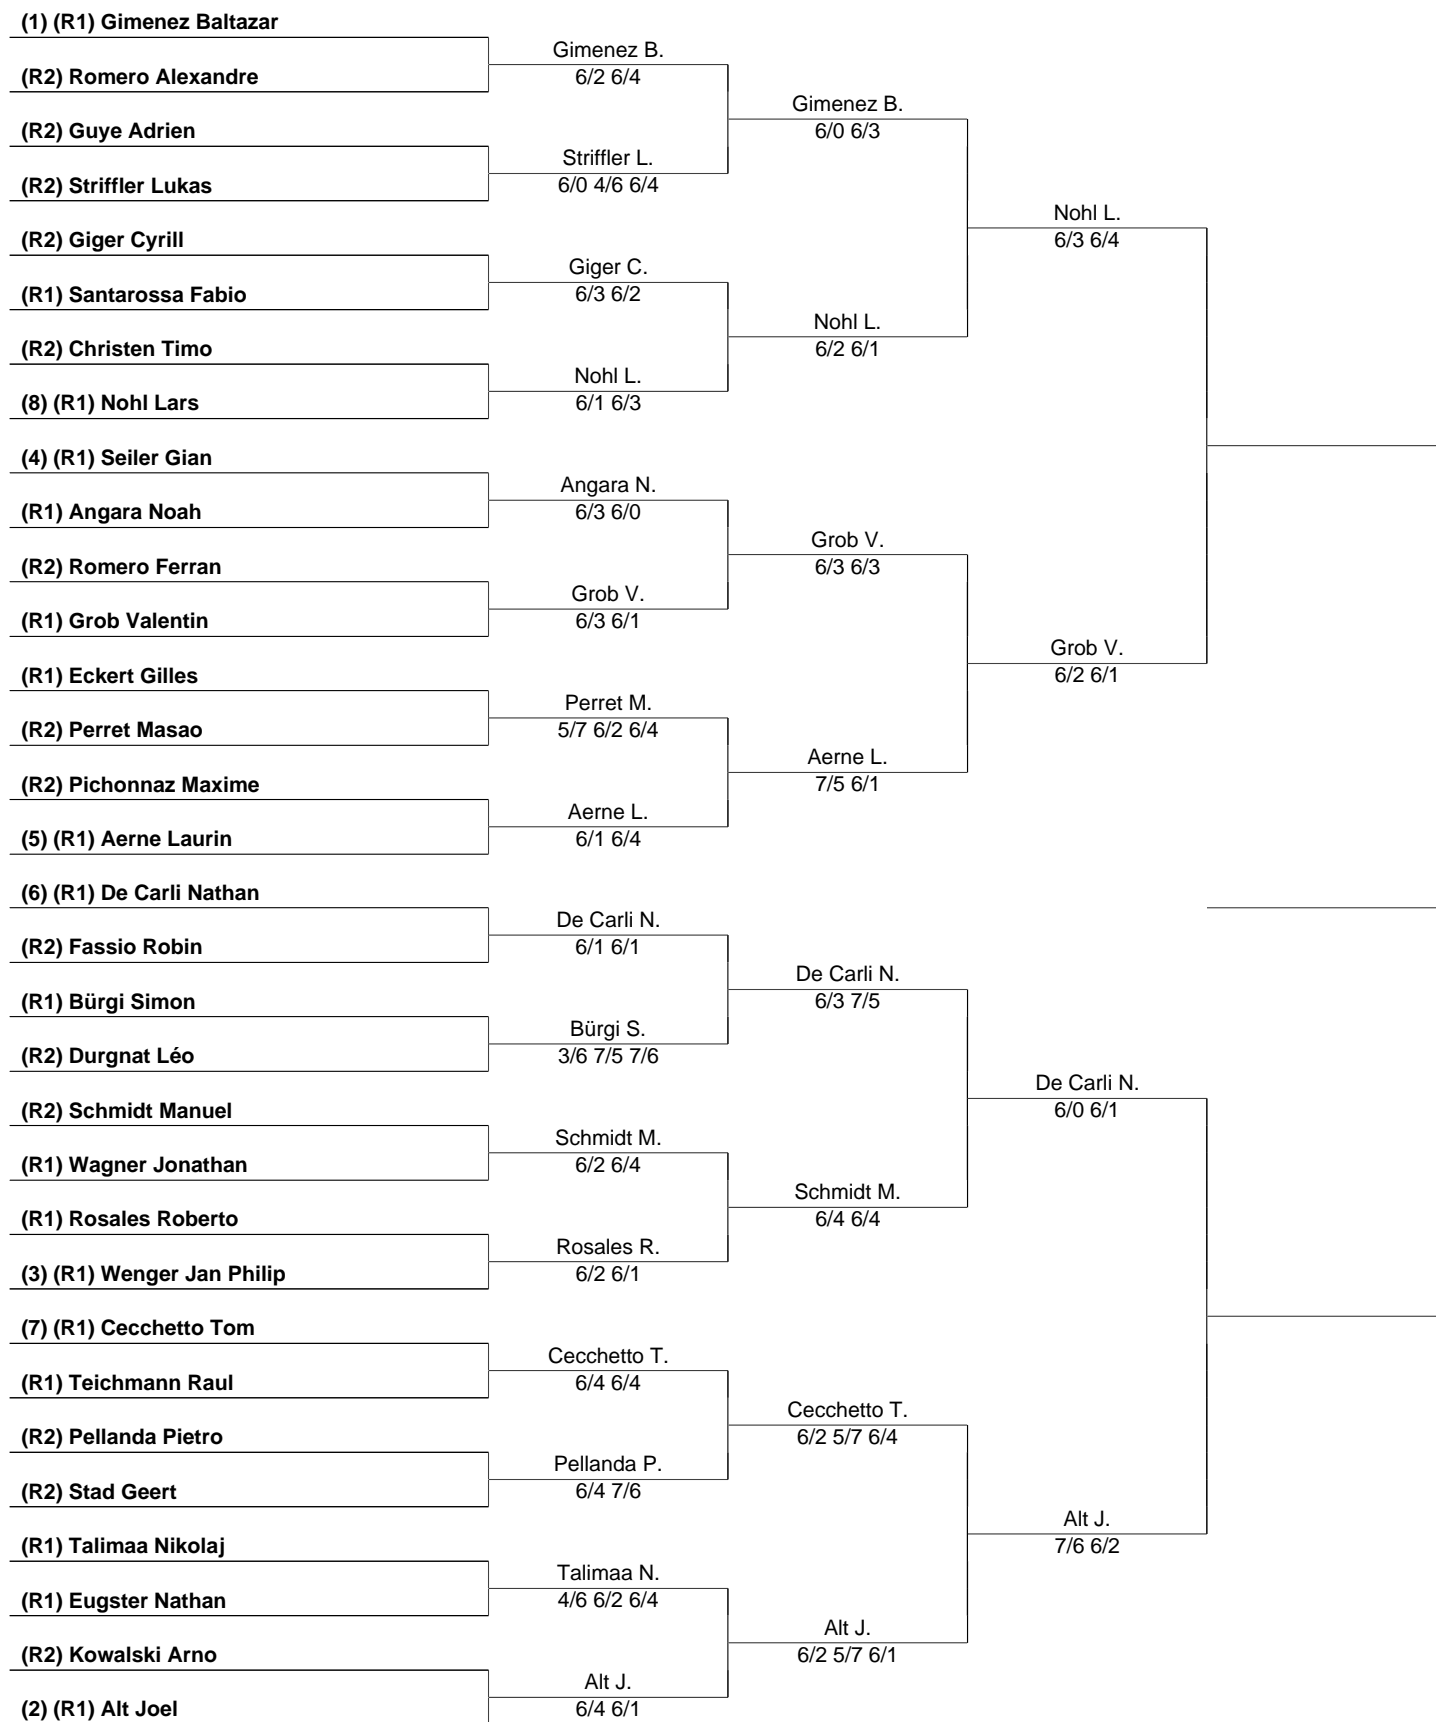 (1) (R1) Gimenez Baltazar
Gimenez B.
(R2) Romero Alexandre
6/2 6/4
Gimenez B.
(R2) Guye Adrien
6/0 6/3
Striffler L.
(R2) Striffler Lukas
6/0 4/6 6/4
Nohl L.
(R2) Giger Cyrill
6/3 6/4
Giger C.
(R1) Santarossa Fabio
6/3 6/2
Nohl L.
(R2) Christen Timo
6/2 6/1
Nohl L.
(8) (R1) Nohl Lars
6/1 6/3
(4) (R1) Seiler Gian
Angara N.
(R1) Angara Noah
6/3 6/0
Grob V.
(R2) Romero Ferran
6/3 6/3
Grob V.
(R1) Grob Valentin
6/3 6/1
Grob V.
(R1) Eckert Gilles
6/2 6/1
Perret M.
(R2) Perret Masao
5/7 6/2 6/4
Aerne L.
(R2) Pichonnaz Maxime
7/5 6/1
Aerne L.
(5) (R1) Aerne Laurin
6/1 6/4
(6) (R1) De Carli Nathan
De Carli N.
(R2) Fassio Robin
6/1 6/1
De Carli N.
(R1) Bürgi Simon
6/3 7/5
Bürgi S.
(R2) Durgnat Léo
3/6 7/5 7/6
De Carli N.
(R2) Schmidt Manuel
6/0 6/1
Schmidt M.
(R1) Wagner Jonathan
6/2 6/4
Schmidt M.
(R1) Rosales Roberto
6/4 6/4
Rosales R.
(3) (R1) Wenger Jan Philip
6/2 6/1
(7) (R1) Cecchetto Tom
Cecchetto T.
(R1) Teichmann Raul
6/4 6/4
Cecchetto T.
(R2) Pellanda Pietro
6/2 5/7 6/4
Pellanda P.
(R2) Stad Geert
6/4 7/6
Alt J.
(R1) Talimaa Nikolaj
7/6 6/2
Talimaa N.
(R1) Eugster Nathan
4/6 6/2 6/4
Alt J.
(R2) Kowalski Arno
6/2 5/7 6/1
Alt J.
(2) (R1) Alt Joel
6/4 6/1